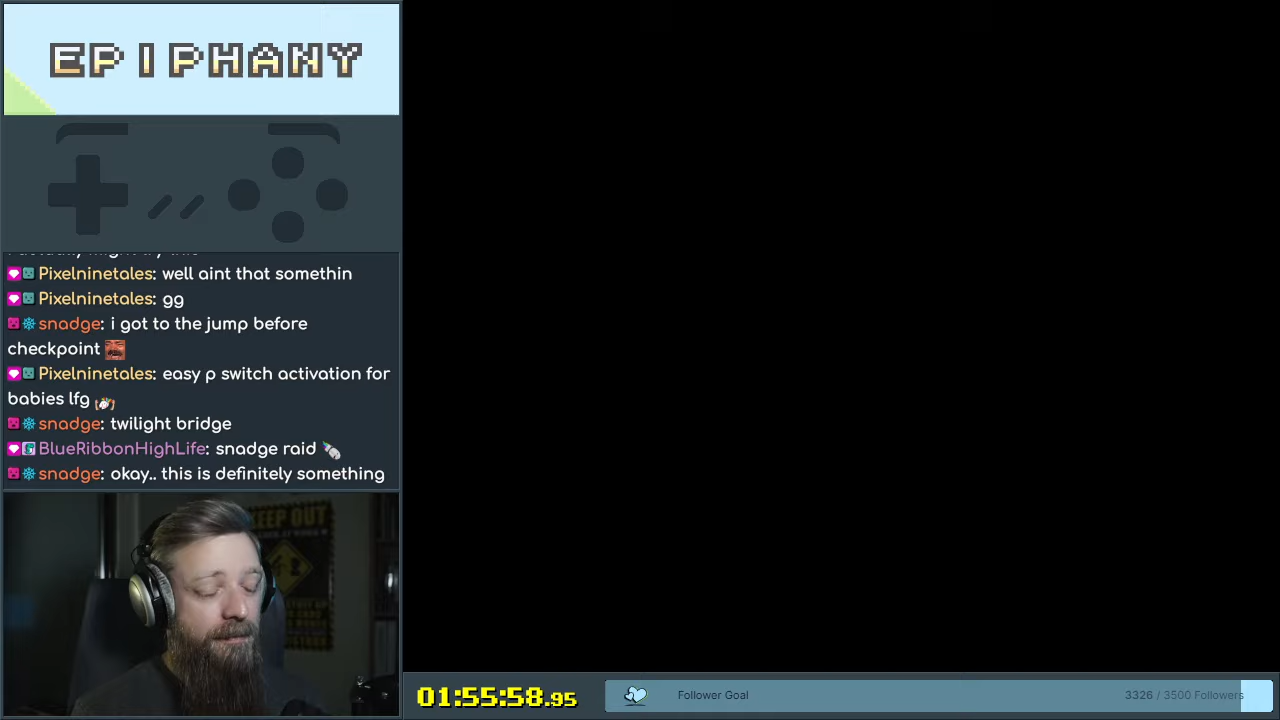 EPIPHANY
Pixelninetales: well aint that somethin
Pixelninetales: gg
snadge: i got to the jump before
checkpoint
Pixelninetales: easy p switch activation for
babies lfg
snadge: twilight bridge
BlueRibbonHighLife: snadge raid
snadge: okay.. this is definitely something
KEEP OUT
01:55:58.95
Follower Goal
3326 / 3500 Followers